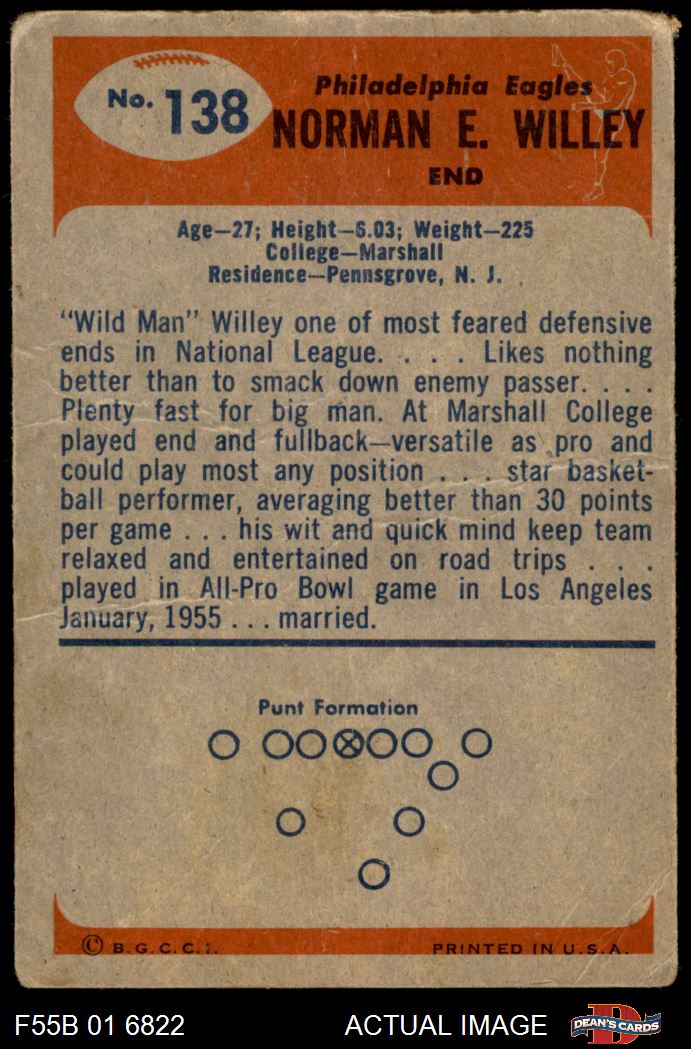 No. 138
Philadelphia Eagles
NORMAN E. WILLEY
END
Age—27; Height—6.03; Weight—225
College—Marshall
Residence—Pennsgrove, N. J.
“Wild Man” Willey one of most feared defensive
ends in National League. . . . Likes nothing
better than to smack down enemy passer. . . .
Plenty fast for big man. At Marshall College
played end and fullback—versatile as pro and
could play most any position . . . star basket-
ball performer, averaging better than 30 points
per game . . . his wit and quick mind keep team
relaxed and entertained on road trips . . .
played in All-Pro Bowl game in Los Angeles
January, 1955 . . . married.
Punt Formation
© B.G.C.C.I. PRINTED IN U.S.A.
F55B 01 6822 ACTUAL IMAGE
D
DEAN'S CARDS